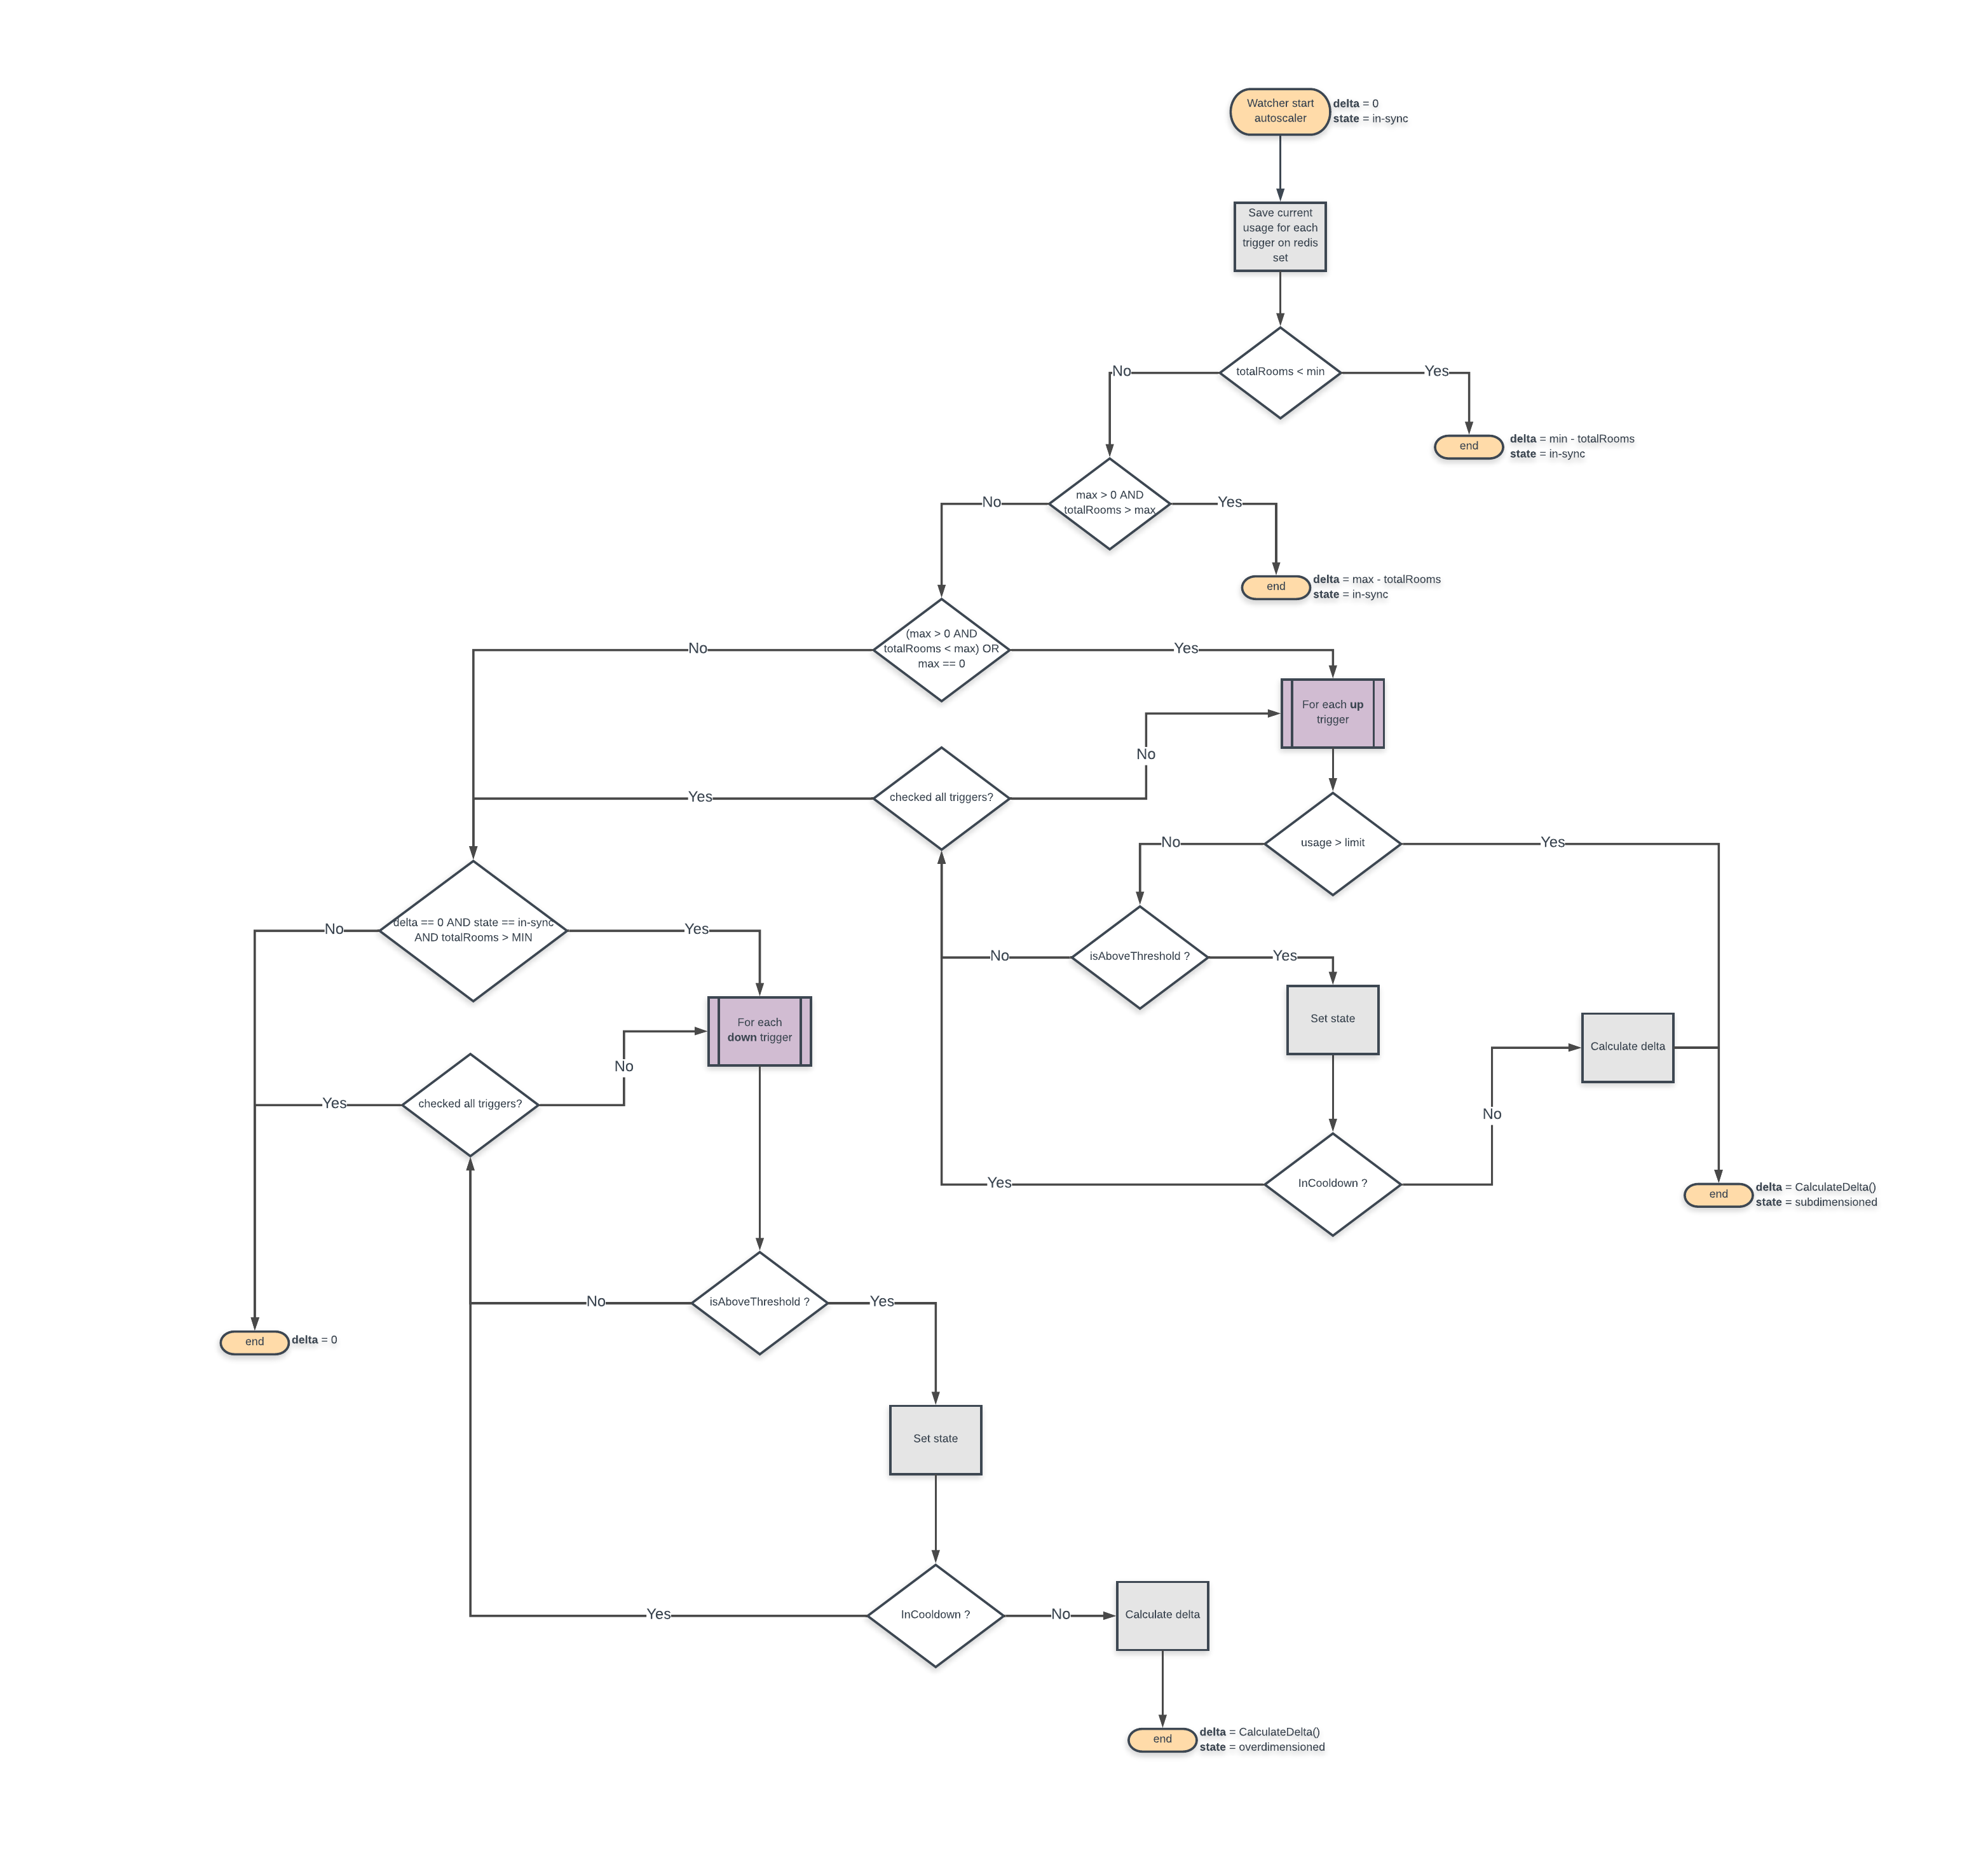 Watcher start
autoscaler
delta = 0
state = in-sync
Save current
usage for each
trigger on redis
set
totalRooms < min
No
Yes
end
delta = min - totalRooms
state = in-sync
max > 0 AND
totalRooms > max
No
Yes
end
delta = max - totalRooms
state = in-sync
(max > 0 AND
totalRooms < max) OR
max == 0
No
Yes
For each up
trigger
No
checked all triggers?
Yes
usage > limit
No
Yes
delta == 0 AND state == in-sync
AND totalRooms > MIN
No
Yes
isAboveThreshold ?
No
Yes
Set state
For each
down trigger
Calculate delta
No
checked all triggers?
Yes
No
InCooldown ?
Yes
end
delta = CalculateDelta()
state = subdimensioned
isAboveThreshold ?
No
Yes
end
delta = 0
Set state
InCooldown ?
Yes
No
Calculate delta
end
delta = CalculateDelta()
state = overdimensioned